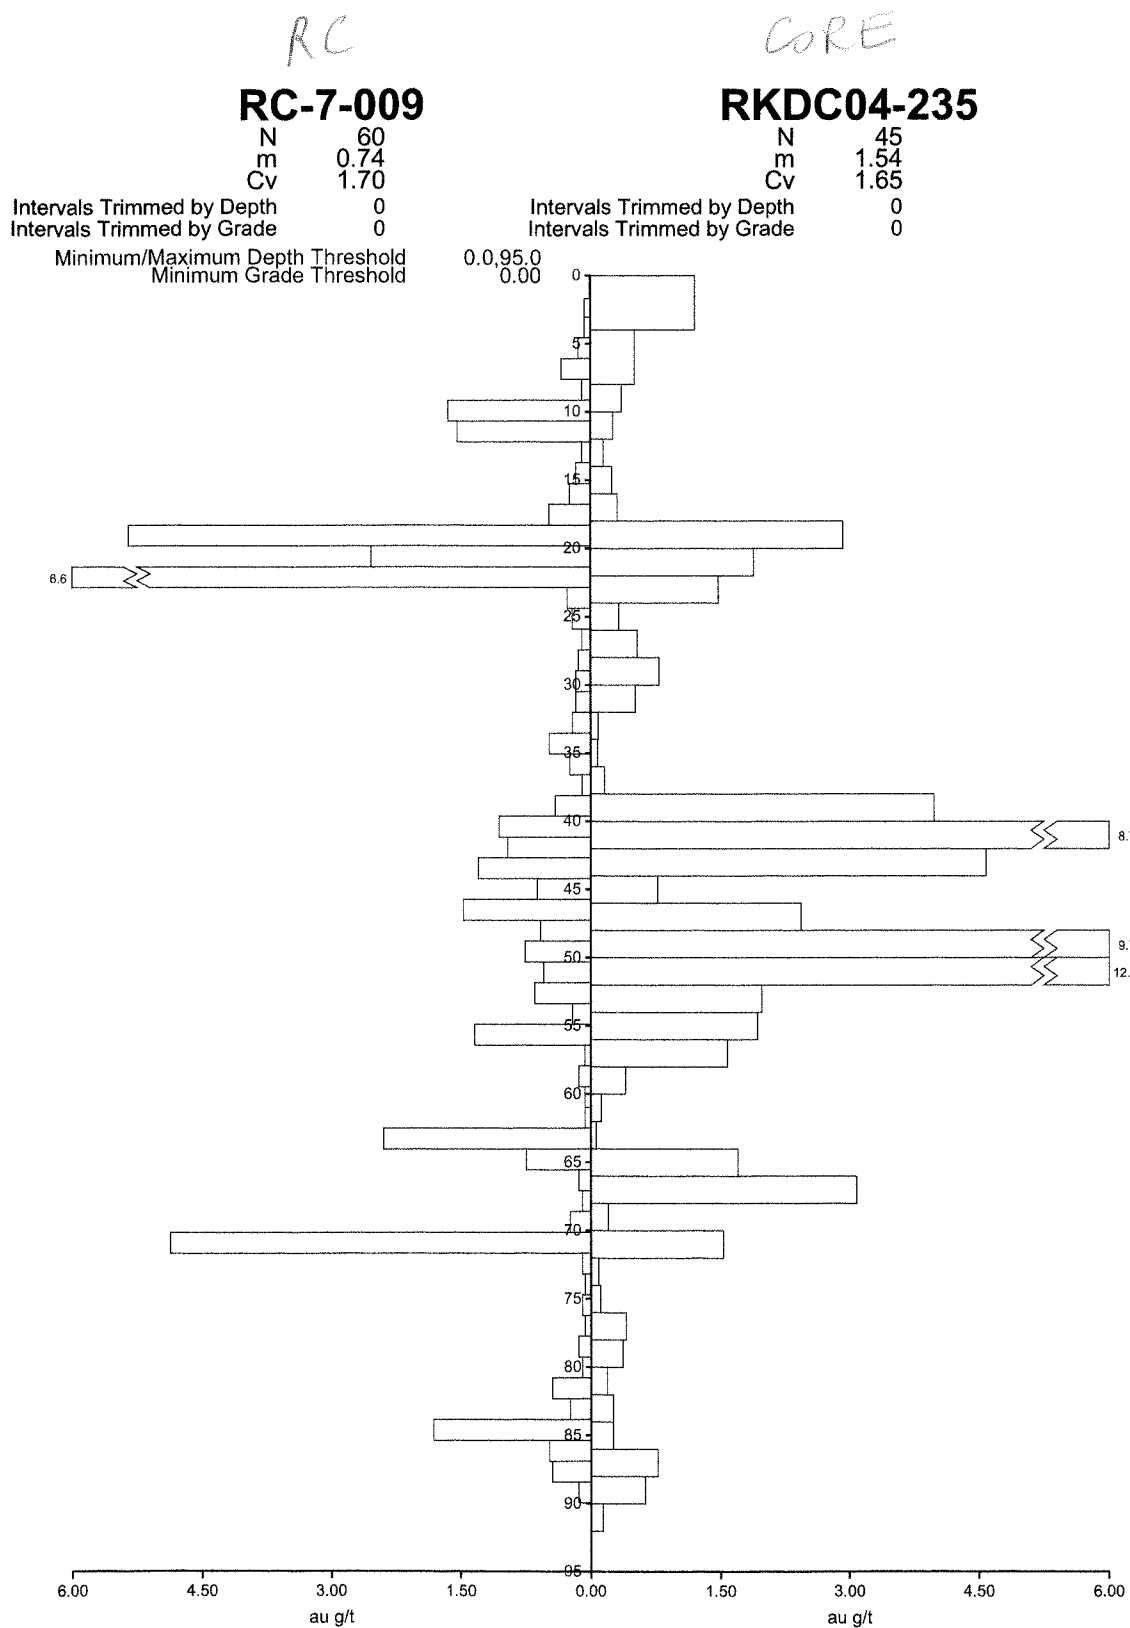 RC CORE
RC-7-009 RKDC04-235
N 60 N 45
m 0.74 m 1.54
Cv 1.70 Cv 1.65
Intervals Trimmed by Depth 0 Intervals Trimmed by Depth 0
Intervals Trimmed by Grade 0 Intervals Trimmed by Grade 0
Minimum/Maximum Depth Threshold 0.0,95.0
Minimum Grade Threshold 0.00
0
5
10
15
20
6.6
25
30
35
40
8.
45
9.
50
12.
55
60
65
70
75
80
85
90
95
6.00 4.50 3.00 1.50 0.00 1.50 3.00 4.50 6.00
au g/t au g/t